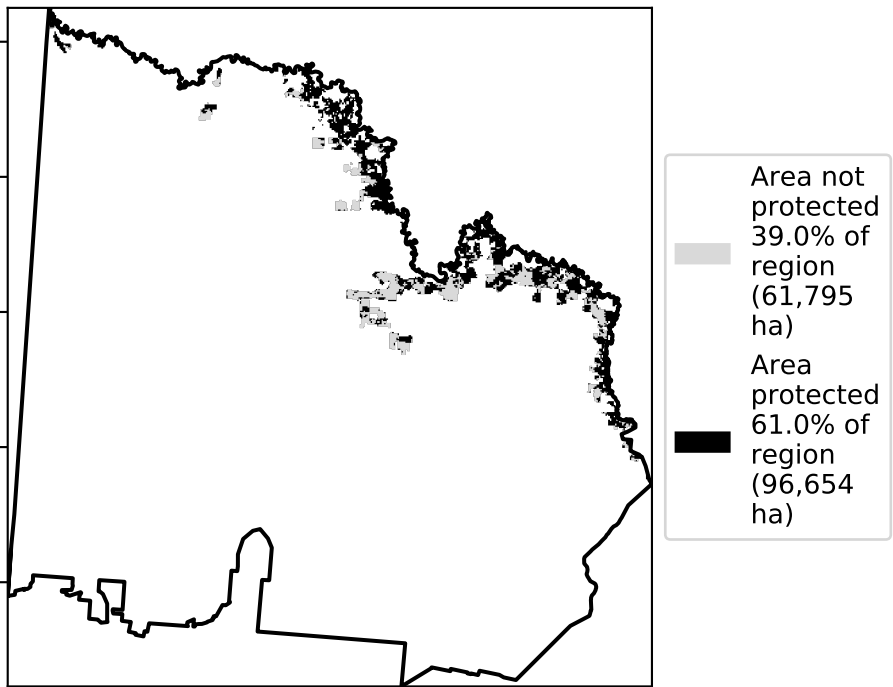 Area not
protected
39.0% of
region
(61,795
ha)
Area
protected
61.0% of
region
(96,654
ha)